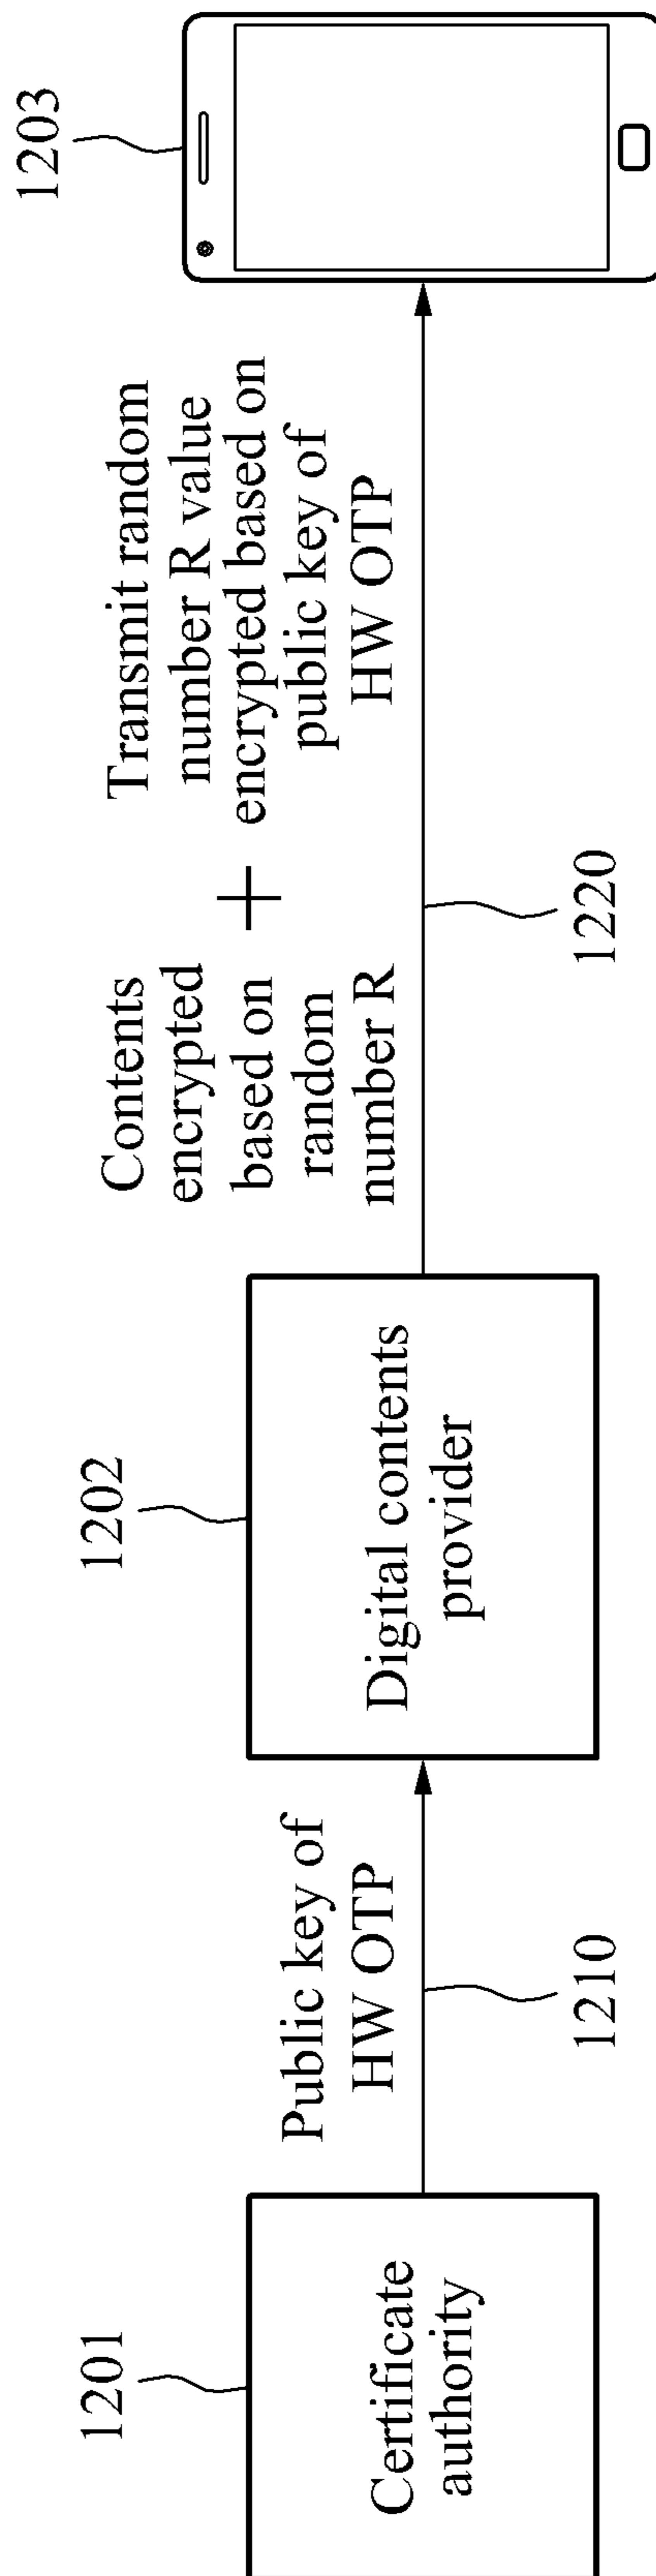 1201
Certificate
authority
Public key of
HW OTP
1210
1202
Digital contents
provider
Contents
encrypted
based on
random
number R
+
Transmit random
number R value
encrypted based on
public key of
HW OTP
1220
1203